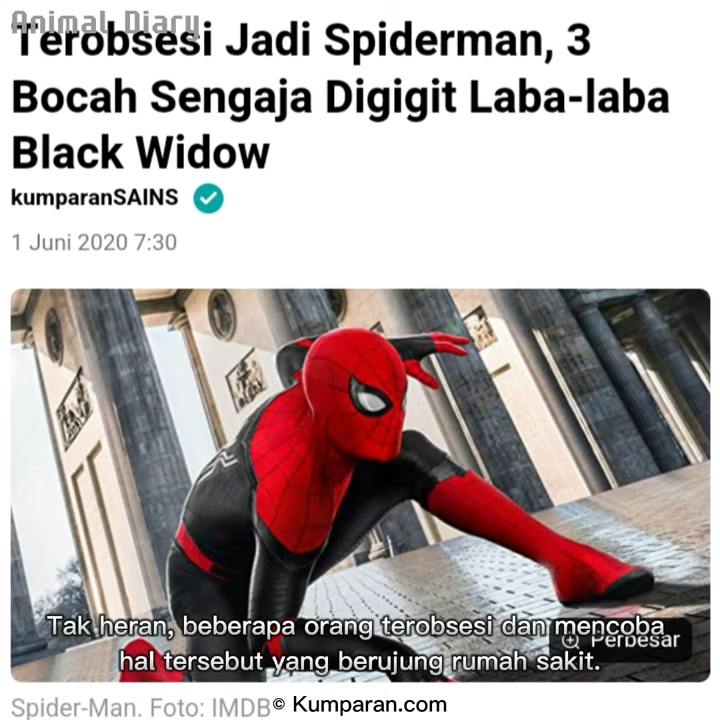 Animal Diary
Terobsesi Jadi Spiderman, 3
Bocah Sengaja Digigit Laba-laba
Black Widow
kumparanSAINS
1 Juni 2020 7:30
Tak heran, beberapa orang terobsesi dan mencoba
Perbesar
hal tersebut yang berujung rumah sakit.
Spider-Man. Foto: IMDB © Kumparan.com